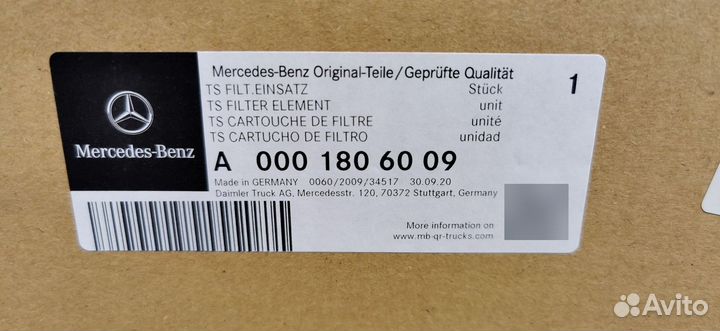 Mercedes-Benz
Mercedes-Benz Original-Teile/Geprüfte Qualität
TS FILT.EINSATZ Stück 1
TS FILTER ELEMENT unit
TS CARTOUCHE DE FILTRE unité
TS CARTUCHO DE FILTRO unidad
A 000 180 60 09
Made in GERMANY 0060/2009/34517 30.09.20
Daimler Truck AG, Mercedesstr. 120, 70372 Stuttgart, Germany
More information on
www.mb-qr-trucks.com
Avito